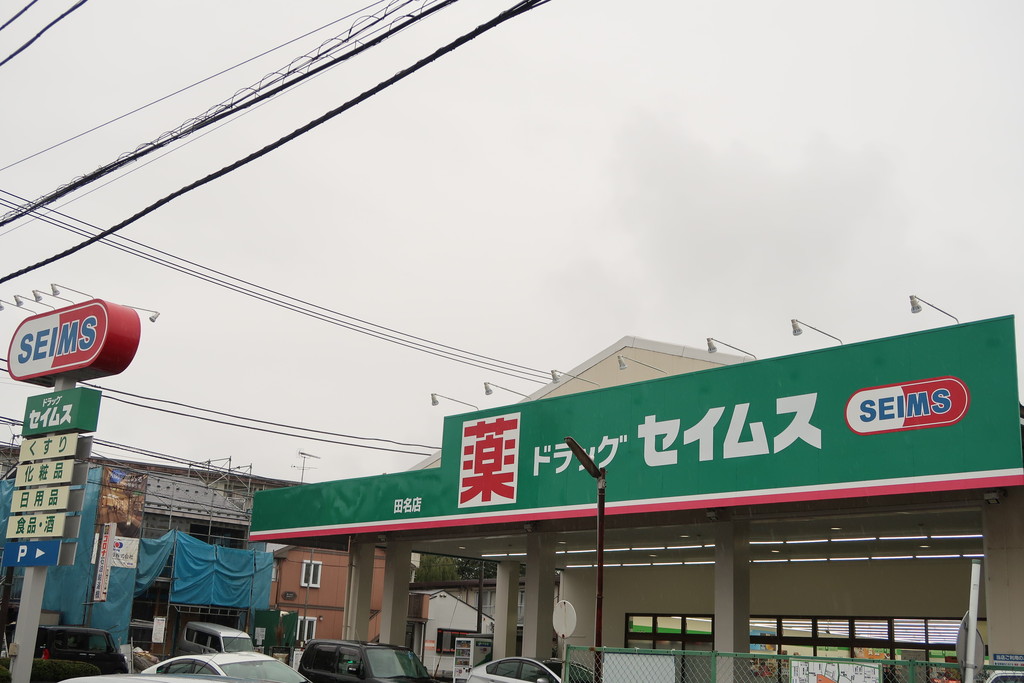 SEIMS
ドラッグ
セイムス
くすり
化粧品
日用品
食品・酒
P
薬
ドラッグ セイムス
SEIMS
田名店